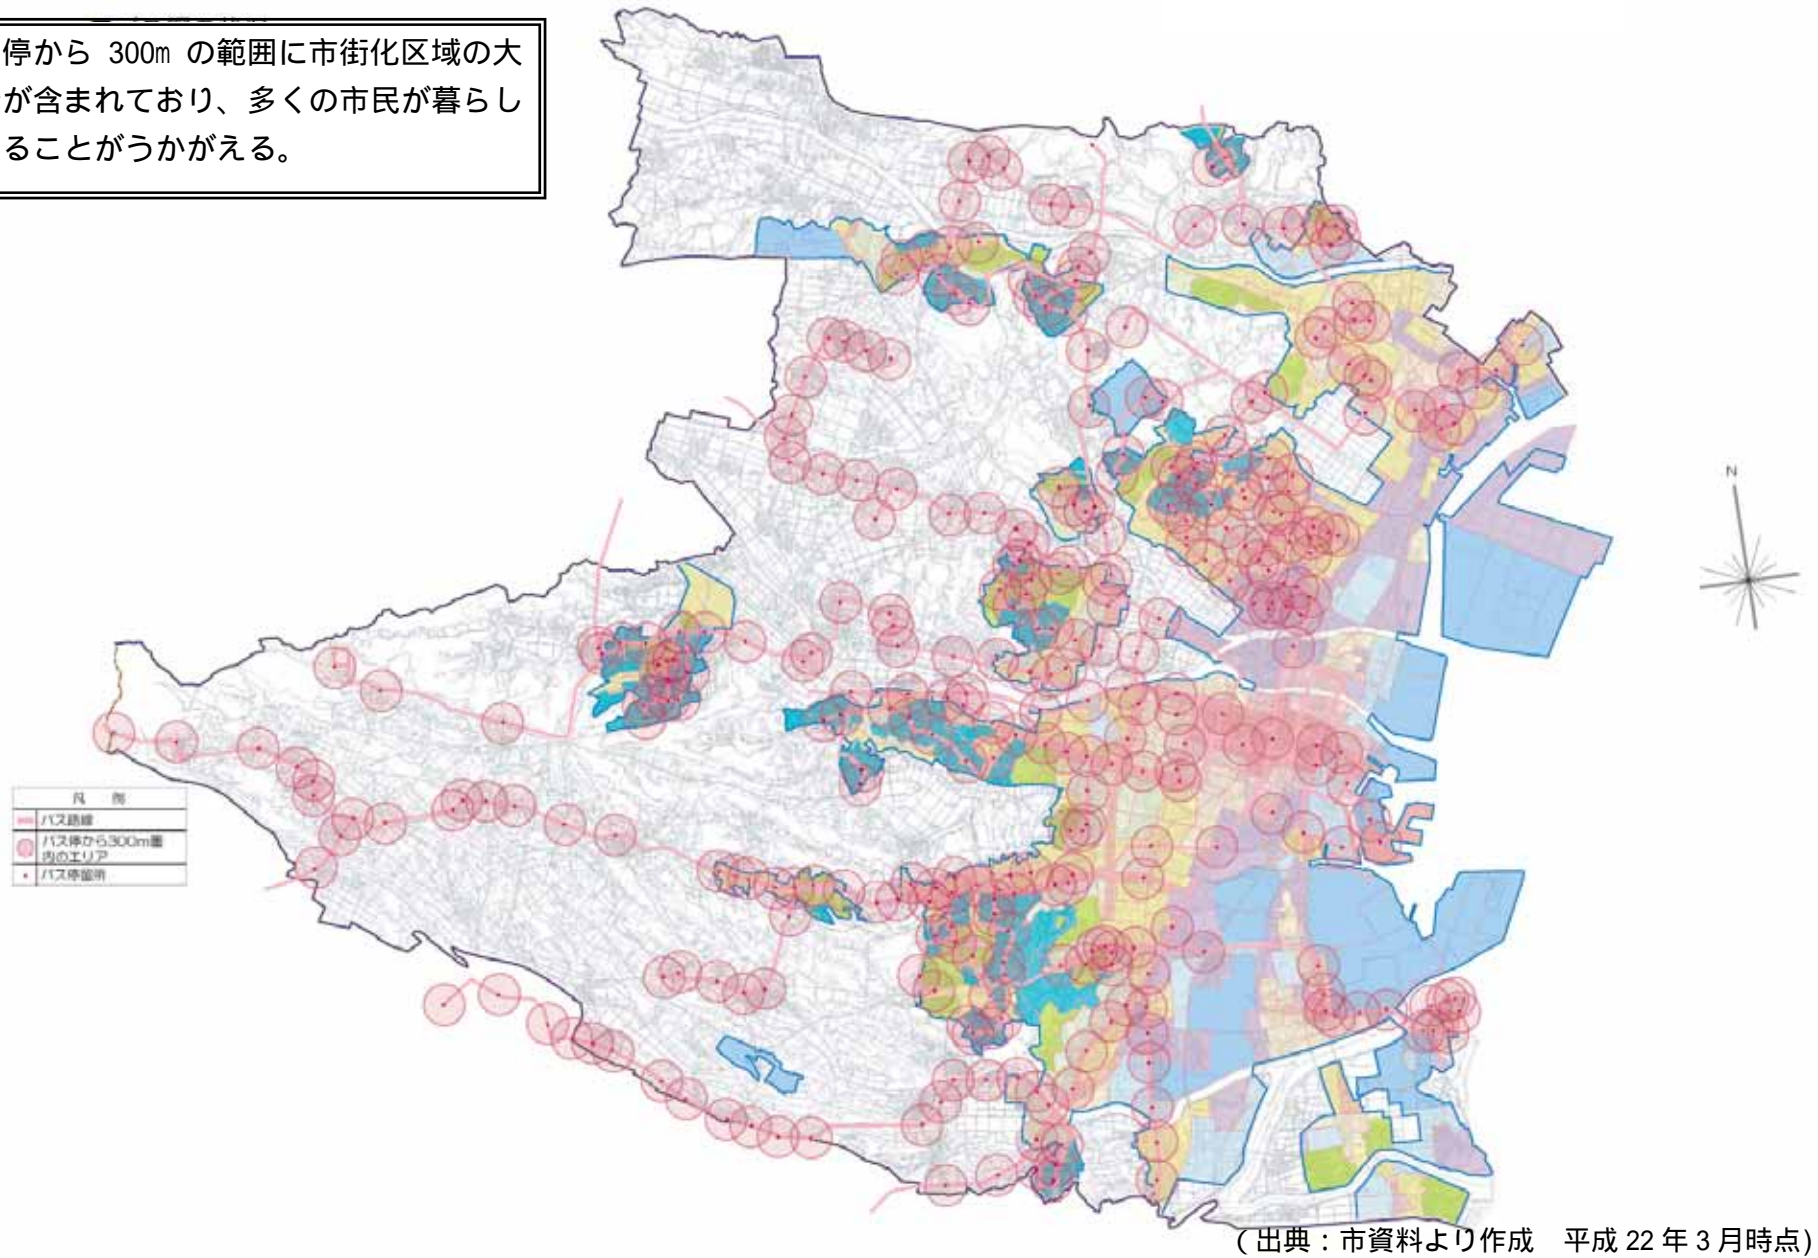 停から 300m の範囲に市街化区域の大
が含まれており、多くの市民が暮らし
ることがうかがえる。
N
凡 例
バス路線
バス停から300m圏
内のエリア
バス停留所
(出典:市資料より作成 平成 22 年 3 月時点)